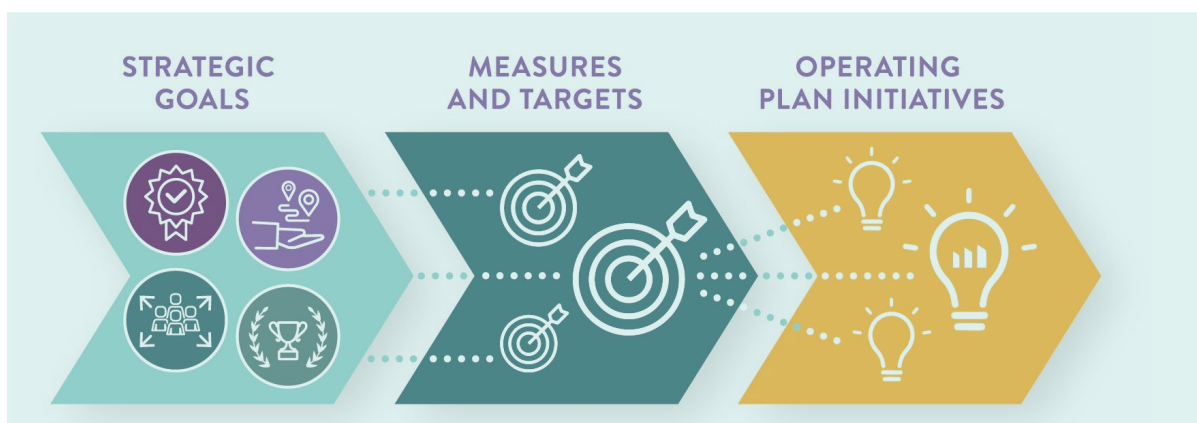 STRATEGIC
GOALS
MEASURES
AND TARGETS
OPERATING
PLAN INITIATIVES